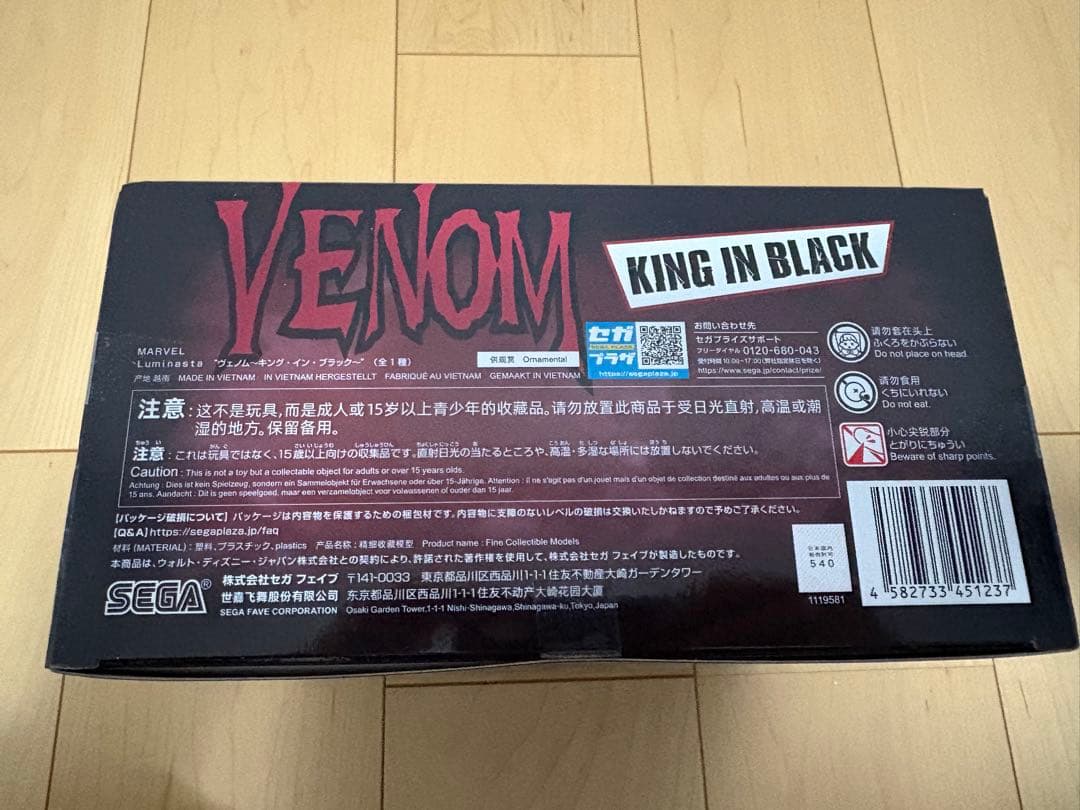 VENOM
KING IN BLACK
MARVEL
Luminasta "ヴェノム~キング・イン・ブラック~" (全1種)
供观赏 Ornamental
产地 越南 MADE IN VIETNAM IN VIETNAM HERGESTELLT FABRIQUÉ AU VIETNAM GEMAAKT IN VIETNAM
セガ
プラザ
https://segaplaza.jp
お問い合わせ先
セガプライズサポート
フリーダイヤル 0120-680-043
https://www.sega.jp/contact/prize/
请勿套在头上
ふくろをかぶらない
Do not place on head.
请勿食用
くちにいれない
Do not eat.
小心尖锐部分
とがりにちゅうい
Beware of sharp points.
注意:这不是玩具,而是成人或15岁以上青少年的收藏品。请勿放置此商品于受日光直射,高温或潮
湿的地方。保留备用。
注意:これは玩具ではなく、15歳以上向けの収集品です。直射日光の当たるところや、高温・多湿な場所には放置しないでください。
Caution : This is not a toy but a collectable object for adults or over 15 years olds.
Achtung : Dies ist kein Spielzeug, sondern ein Sammelobjekt für Erwachsene oder über 15-Jährige. Attention : il ne s'agit pas d'un jouet mais d'un objet de collection destiné aux adultes ou aux plus de
15 ans. Aandacht : Dit is geen speelgoed, maar een verzamelobject voor volwassenen of ouder dan 15 jaar.
【パッケージ破損について】パッケージは内容物を保護するための梱包材です。内容物に支障のないレベルの破損は交換いたしかねますので予めご了承ください。
【Q&A】https://segaplaza.jp/faq
材料 (MATERIAL) : 塑料、プラスチック、plastics 产品名称 : 精细收藏模型 Product name : Fine Collectible Models
本商品は、ウォルト・ディズニー・ジャパン株式会社との契約により、許諾された著作権を使用して、株式会社セガ フェイブが製造したものです。
SEGA®
株式会社セガ フェイブ 〒141-0033 東京都品川区西品川1-1-1住友不動産大崎ガーデンタワー
世嘉飞舞股份有限公司 东京都品川区西品川1-1-1住友不动产大崎花园大厦
SEGA FAVE CORPORATION Osaki Garden Tower,1-1-1 Nishi-Shinagawa,Shinagawa-ku,Tokyo,Japan
日本国内
販売許可
540
1119581
4 582733 451237